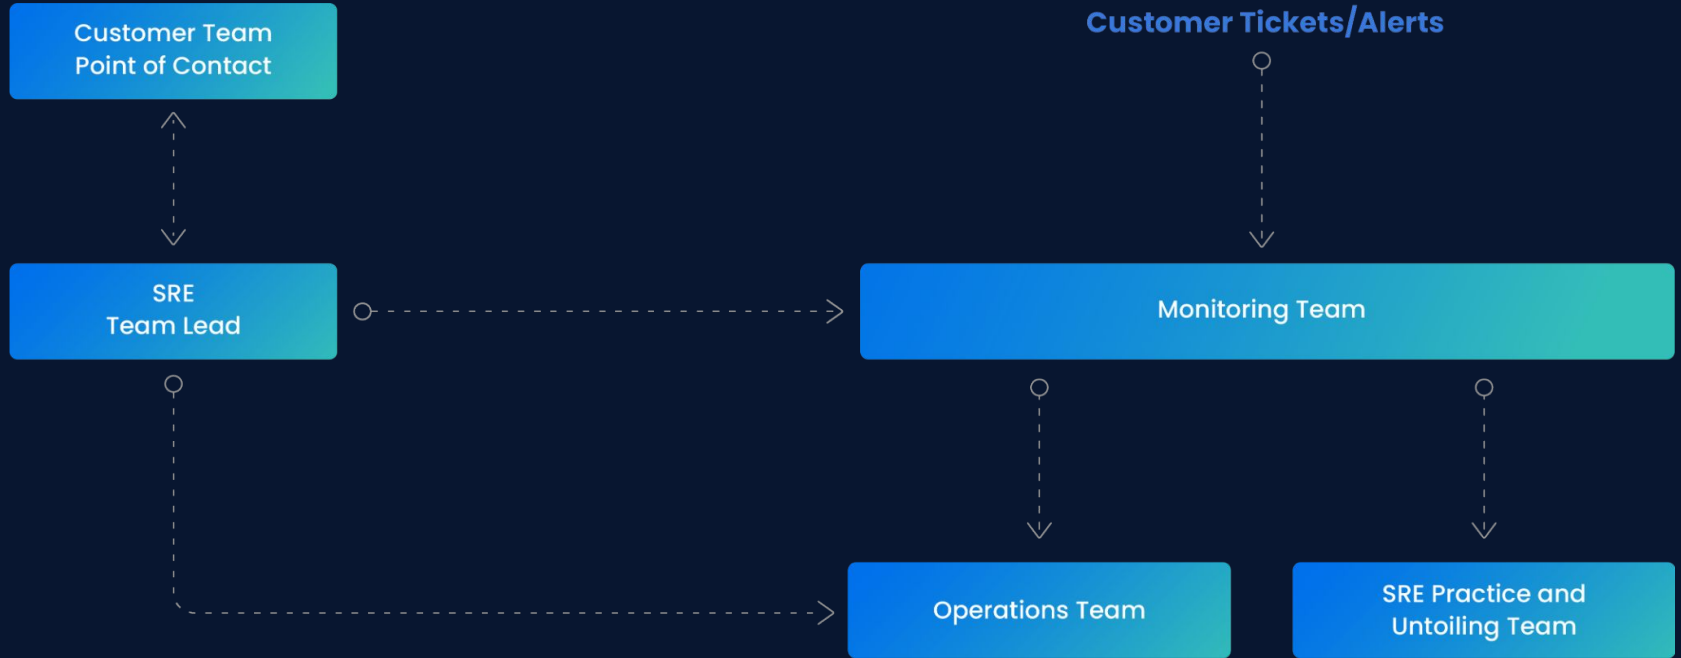 Customer Team
Point of Contact
Customer Tickets/Alerts
SRE
Team Lead
Monitoring Team
Operations Team
SRE Practice and
Untoiling Team